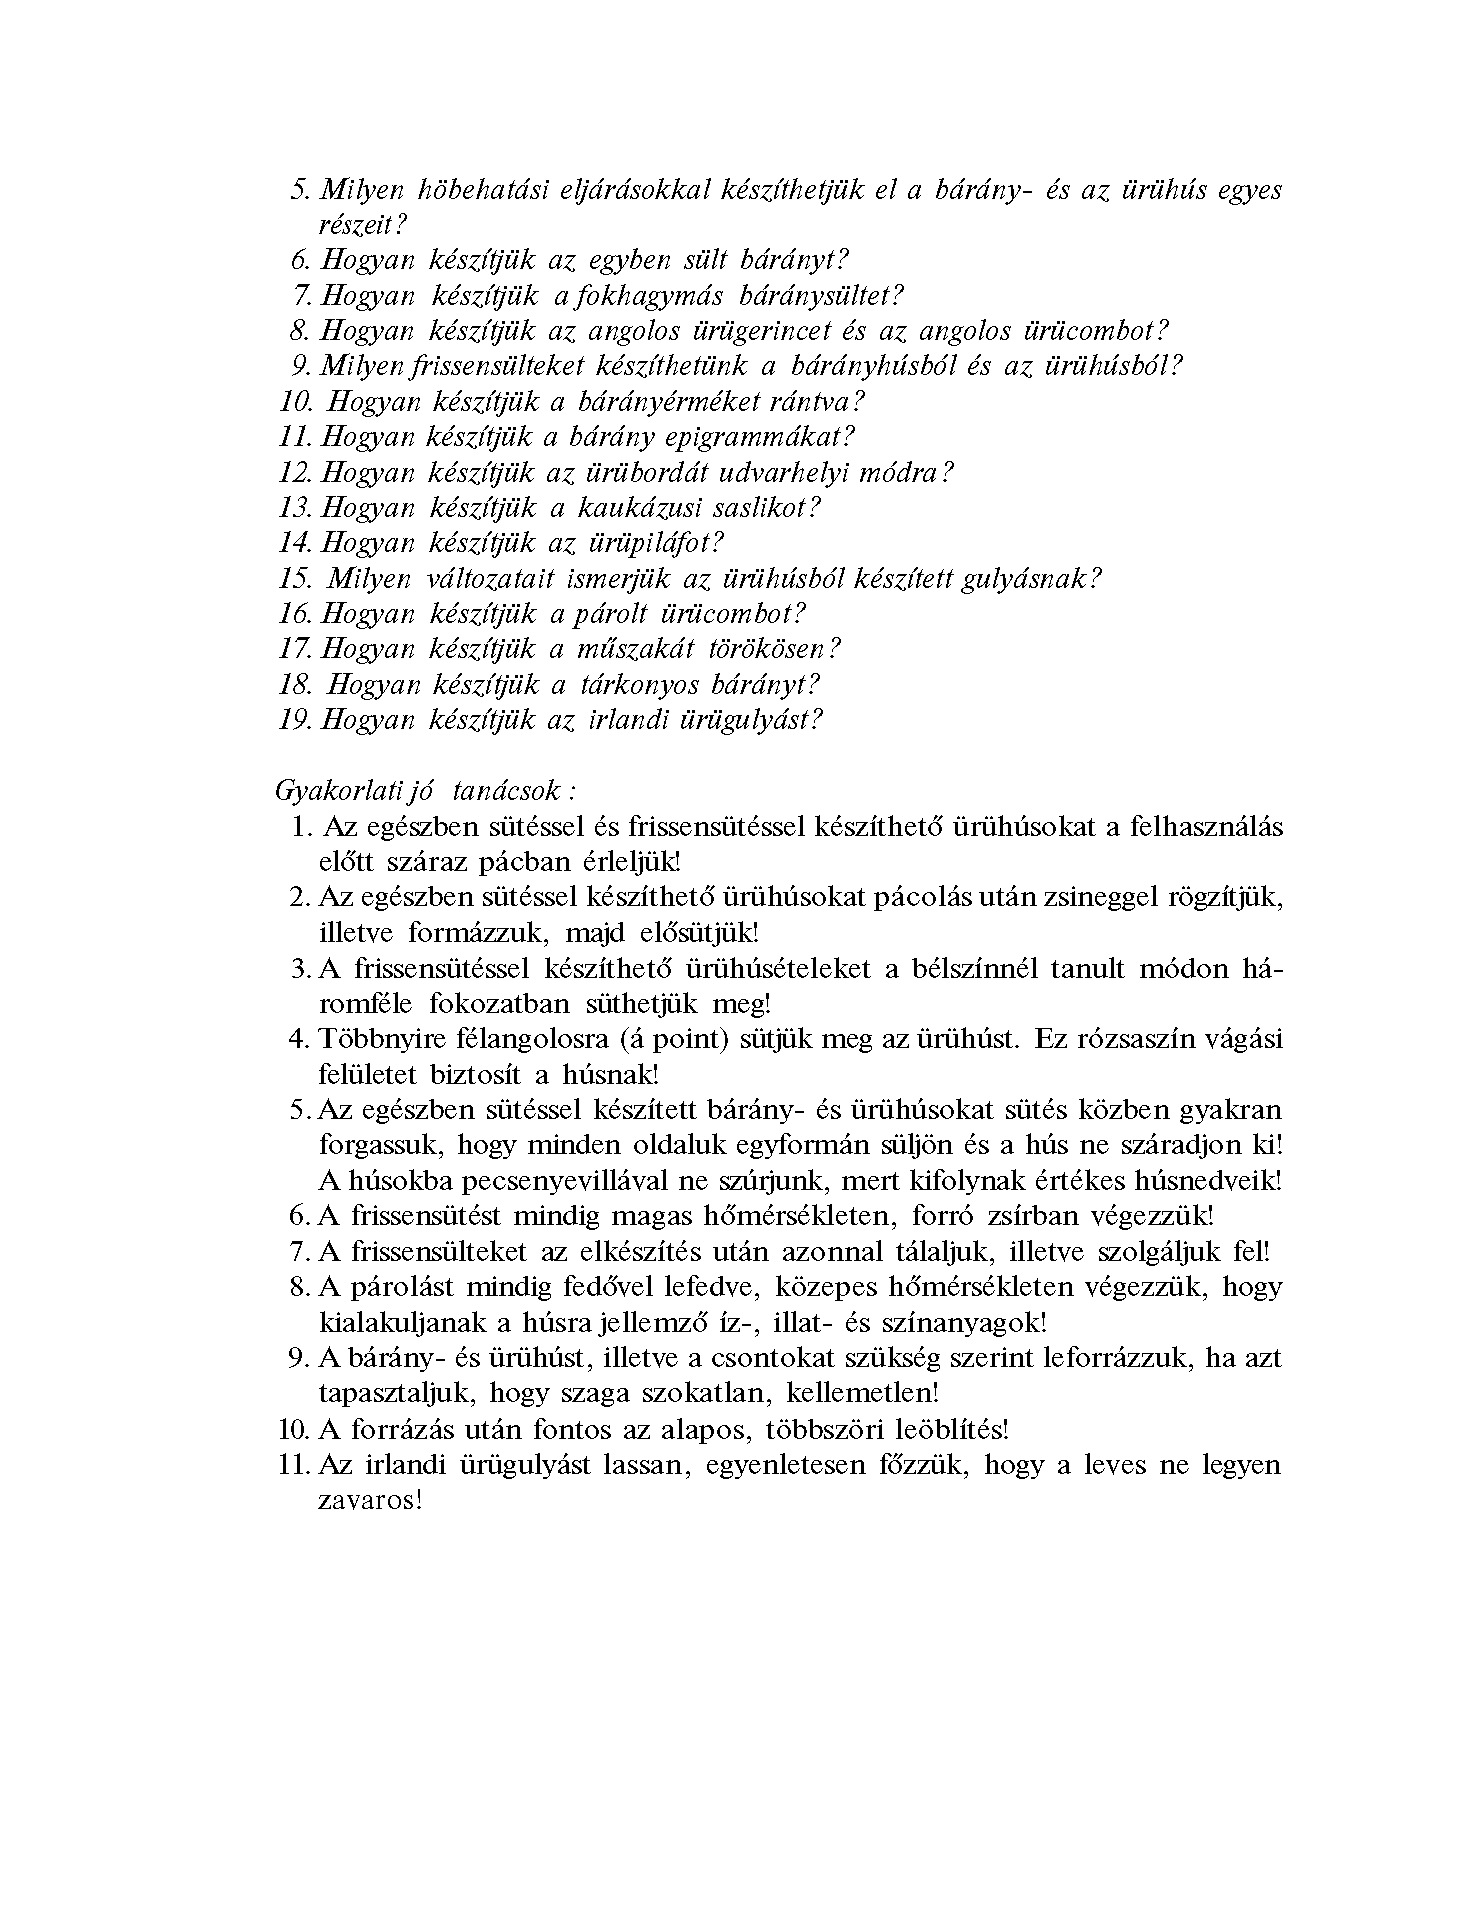 5. Milyen höbehatási eljárásokkal készíthetjük el a bárány- és az ürühús egyes
részeit?
6. Hogyan készítjük az egyben sült bárányt?
7. Hogyan készítjük a fokhagymás báránysültet?
8. Hogyan készítjük az angolos ürügerincet és az angolos ürücombot?
9. Milyen frissensülteket készíthetünk a bárányhúsból és az ürühúsból?
10. Hogyan készítjük a bárányérméket rántva?
11. Hogyan készítjük a bárány epigrammákat?
12. Hogyan készítjük az ürübordát udvarhelyi módra?
13. Hogyan készítjük a kaukázusi saslikot?
14. Hogyan készítjük az ürüpiláfot?
15. Milyen változatait ismerjük az ürühúsból készített gulyásnak?
16. Hogyan készítjük a párolt ürücombot?
17. Hogyan készítjük a műszakát törökösen?
18. Hogyan készítjük a tárkonyos bárányt?
19. Hogyan készítjük az irlandi ürügulyást?
Gyakorlati jó tanácsok :
1. Az egészben sütéssel és frissensütéssel készíthető ürühúsokat a felhasználás
előtt száraz pácban érleljük!
2. Az egészben sütéssel készíthető ürühúsokat pácolás után zsineggel rögzítjük,
illetve formázzuk, majd elősütjük!
3. A frissensütéssel készíthető ürühúsételeket a bélszínnél tanult módon há-
romféle fokozatban süthetjük meg!
4. Többnyire félangolosra (á point) sütjük meg az ürühúst. Ez rózsaszín vágási
felületet biztosít a húsnak!
5. Az egészben sütéssel készített bárány- és ürühúsokat sütés közben gyakran
forgassuk, hogy minden oldaluk egyformán süljön és a hús ne száradjon ki!
A húsokba pecsenyevillával ne szúrjunk, mert kifolynak értékes húsnedveik!
6. A frissensütést mindig magas hőmérsékleten, forró zsírban végezzük!
7. A frissensülteket az elkészítés után azonnal tálaljuk, illetve szolgáljuk fel!
8. A párolást mindig fedővel lefedve, közepes hőmérsékleten végezzük, hogy
kialakuljanak a húsra jellemző íz-, illat- és színanyagok!
9. A bárány- és ürühúst, illetve a csontokat szükség szerint leforrázzuk, ha azt
tapasztaljuk, hogy szaga szokatlan, kellemetlen!
10. A forrázás után fontos az alapos, többszöri leöblítés!
11. Az irlandi ürügulyást lassan, egyenletesen főzzük, hogy a leves ne legyen
zavaros!